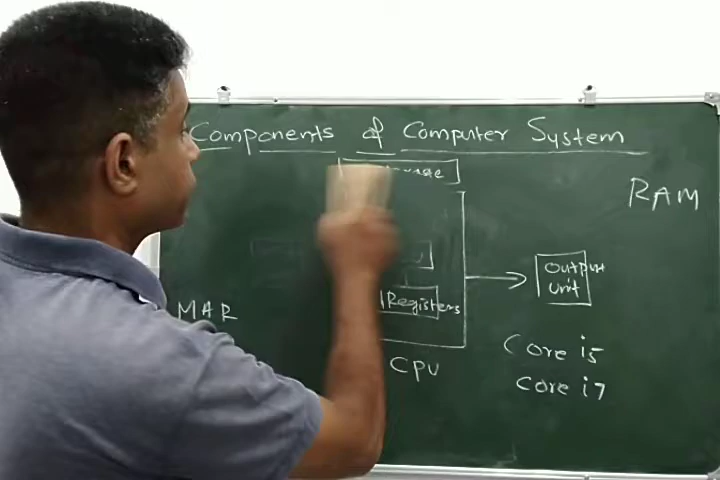 Components of Computer System
RAM
Output
unit
MAR
Registers
CPU
Core i5
Core i7